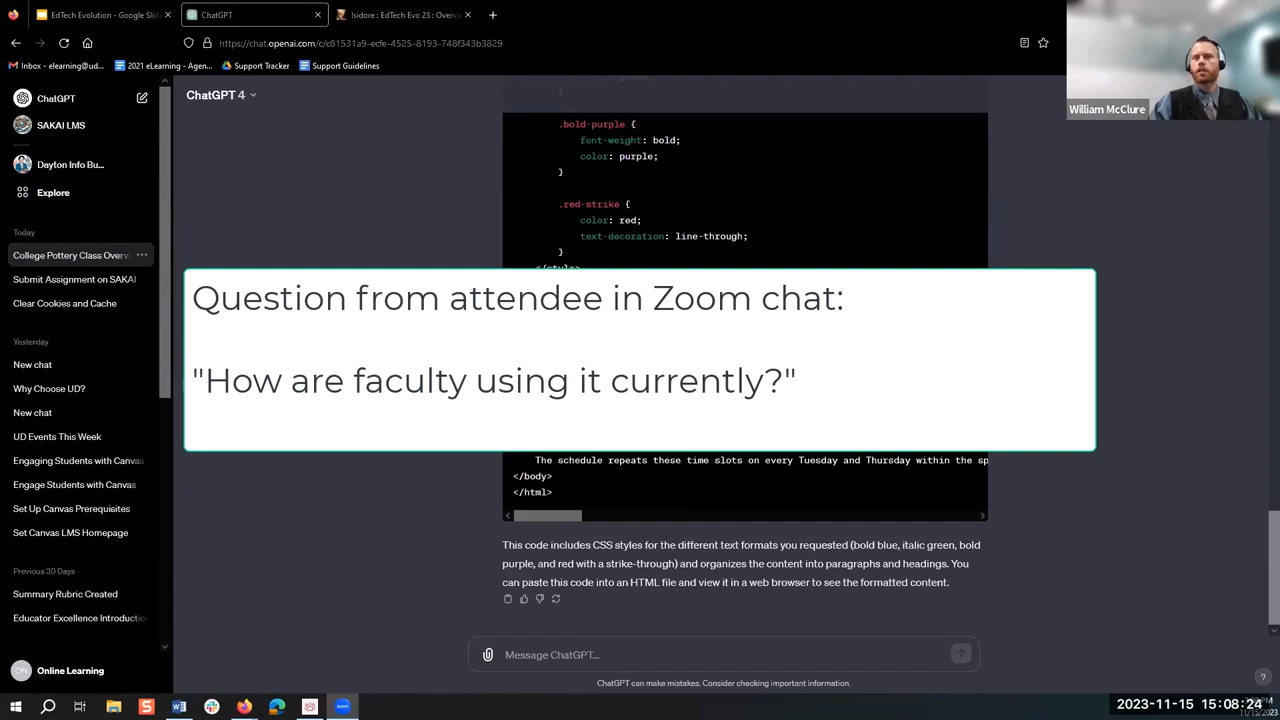 EdTech Evolution - Google Slid
ChatGPT
Isidore : EdTech Evo 23 : Overvi
https://chat.openai.com/c/c81531a9-ecfe-4525-8193-748f343b3829
Inbox - elearning@ud...
2021 eLearning - Agen...
Support Tracker
Support Guidelines
William McClure
ChatGPT
SAKAI LMS
Dayton Info Bu...
Explore
Today
College Pottery Class Overvi
Submit Assignment on SAKAI
Clear Cookies and Cache
Yesterday
New chat
Why Choose UD?
New chat
UD Events This Week
Engaging Students with Canvas
Engage Students with Canvas
Set Up Canvas Prerequisites
Set Canvas LMS Homepage
Previous 30 Days
Summary Rubric Created
Educator Excellence Introductio
ON Online Learning
ChatGPT 4
green;
}
.bold-purple {
font-weight: bold;
color: purple;
}
.red-strike {
color: red;
text-decoration: line-through;
}
</style>
Question from attendee in Zoom chat:
"How are faculty using it currently?"
The schedule repeats these time slots on every Tuesday and Thursday within the sp
</body>
</html>
This code includes CSS styles for the different text formats you requested (bold blue, italic green, bold
purple, and red with a strike-through) and organizes the content into paragraphs and headings. You
can paste this code into an HTML file and view it in a web browser to see the formatted content.
Message ChatGPT...
ChatGPT can make mistakes. Consider checking important information.
?
2023-11-15 15:08:24
11/15/2023